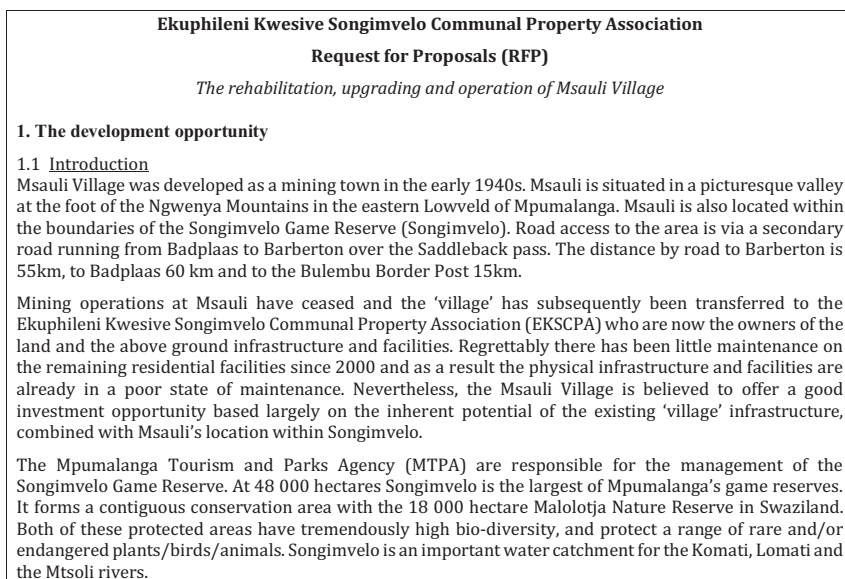 Ekuphileni Kwesive Songimvelo Communal Property Association
Request for Proposals (RFP)
The rehabilitation, upgrading and operation of Msauli Village
1. The development opportunity
1.1 Introduction
Msauli Village was developed as a mining town in the early 1940s. Msauli is situated in a picturesque valley
at the foot of the Ngwenya Mountains in the eastern Lowveld of Mpumalanga. Msauli is also located within
the boundaries of the Songimvelo Game Reserve (Songimvelo). Road access to the area is via a secondary
road running from Badplaas to Barberton over the Saddleback pass. The distance by road to Barberton is
55km, to Badplaas 60 km and to the Bulembu Border Post 15km.
Mining operations at Msauli have ceased and the ‘village’ has subsequently been transferred to the
Ekuphileni Kwesive Songimvelo Communal Property Association (EKSCPA) who are now the owners of the
land and the above ground infrastructure and facilities. Regrettably there has been little maintenance on
the remaining residential facilities since 2000 and as a result the physical infrastructure and facilities are
already in a poor state of maintenance. Nevertheless, the Msauli Village is believed to offer a good
investment opportunity based largely on the inherent potential of the existing ‘village’ infrastructure,
combined with Msauli’s location within Songimvelo.
The Mpumalanga Tourism and Parks Agency (MTPA) are responsible for the management of the
Songimvelo Game Reserve. At 48 000 hectares Songimvelo is the largest of Mpumalanga’s game reserves.
It forms a contiguous conservation area with the 18 000 hectare Malolotja Nature Reserve in Swaziland.
Both of these protected areas have tremendously high bio-diversity, and protect a range of rare and/or
endangered plants/birds/animals. Songimvelo is an important water catchment for the Komati, Lomati and
the Mtsoli rivers.